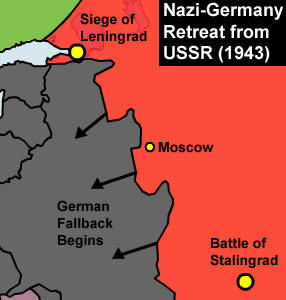 Nazi-Germany
Retreat from
USSR (1943)
Siege of
Leningrad
Moscow
German
Fallback
Begins
Battle of
Stalingrad